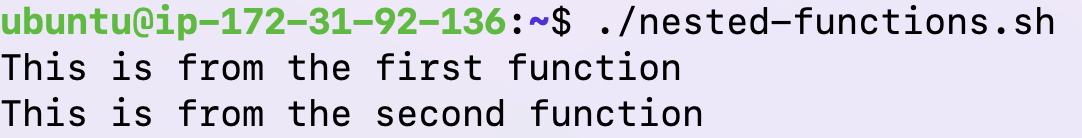 ubuntu@ip-172-31-92-136:~$ ./nested-functions.sh
This is from the first function
This is from the second function